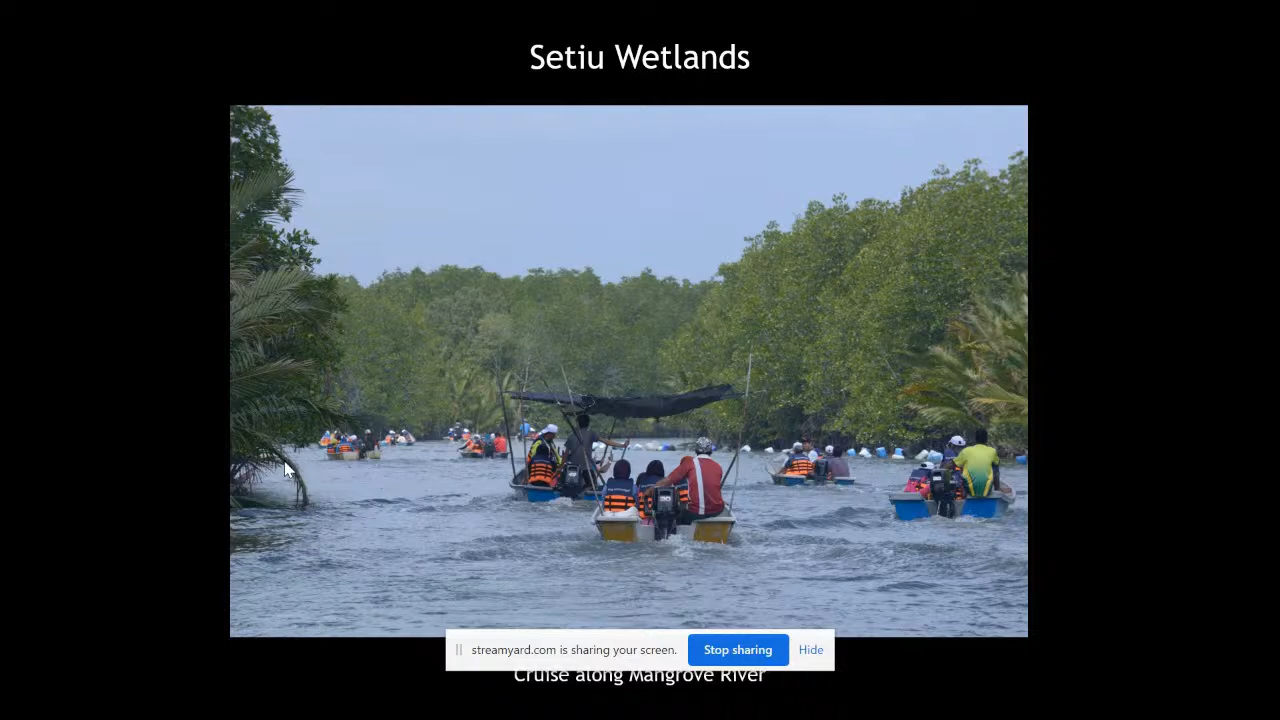 Setiu Wetlands
streamyard.com is sharing your screen.
Stop sharing
Hide
Cruise along Mangrove River